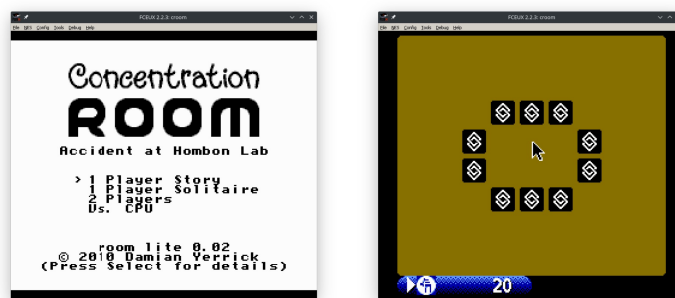 FCEUX 2.2.3: croom
File NES Config Tools Debug Help
Concentration
ROOM
Accident at Hombon Lab
> 1 Player Story
1 Player Solitaire
2 Players
Vs. CPU
room lite 0.02
© 2010 Damian Yerrick
(Press Select for details)
FCEUX 2.2.3: croom
File NES Config Tools Debug Help
20